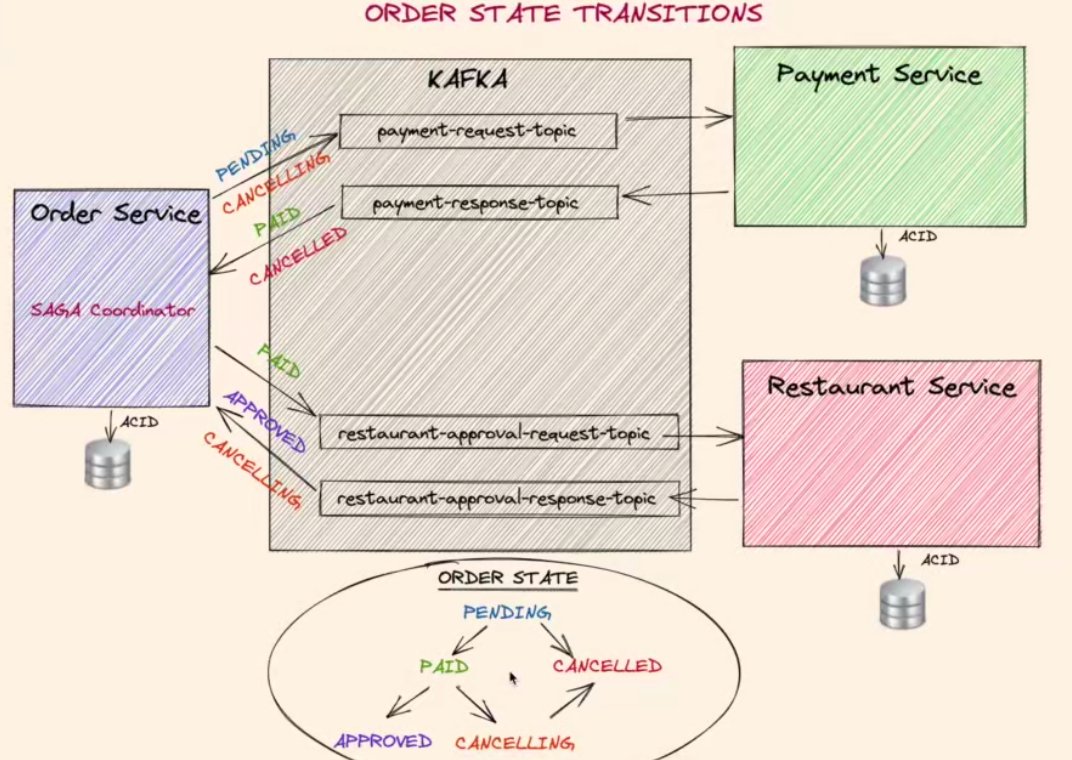 ORDER STATE TRANSITIONS
KAFKA
Payment Service
payment-request-topic
PENDING
CANCELLING
payment-response-topic
PAID
CANCELLED
Order Service
SAGA Coordinator
ACID
ACID
PAID
APPROVED
CANCELLING
restaurant-approval-request-topic
restaurant-approval-response-topic
Restaurant Service
ACID
ORDER STATE
PENDING
PAID
CANCELLED
APPROVED
CANCELLING